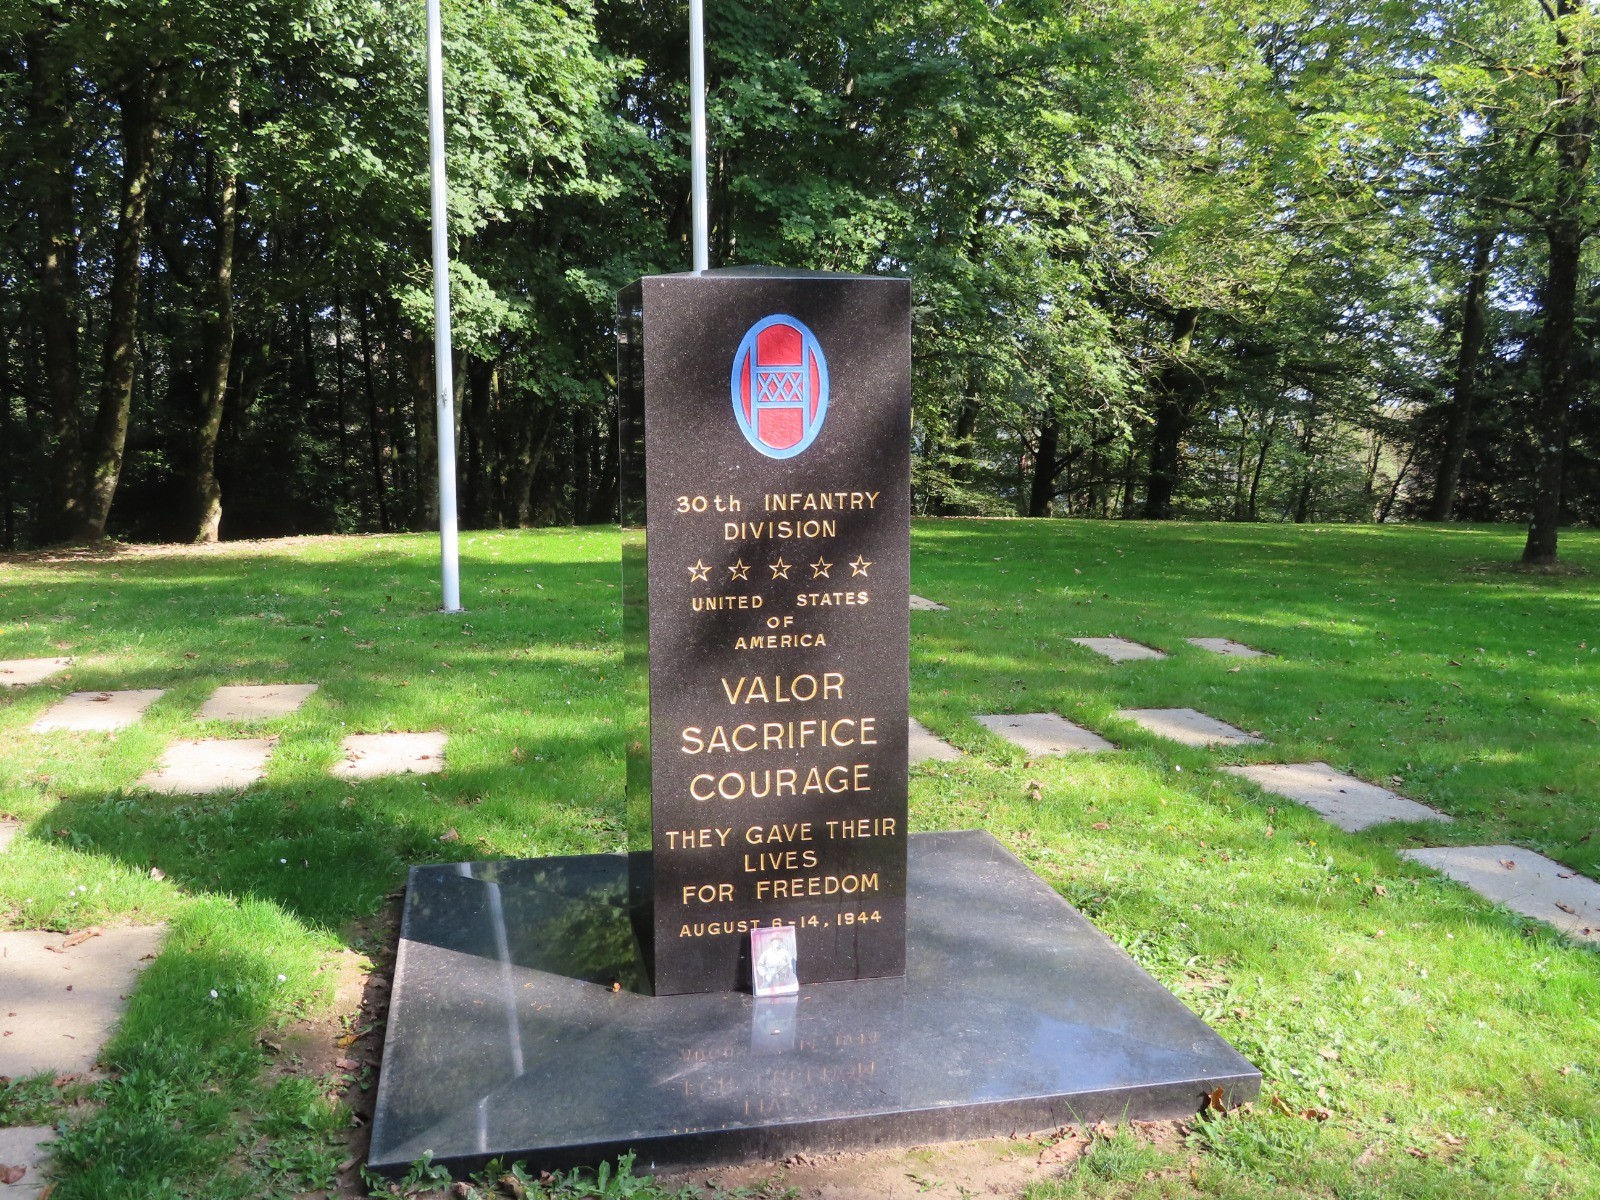 XXX
30th INFANTRY
DIVISION
UNITED STATES
OF
AMERICA
VALOR
SACRIFICE
COURAGE
THEY GAVE THEIR
LIVES
FOR FREEDOM
AUGUST 6-14, 1944